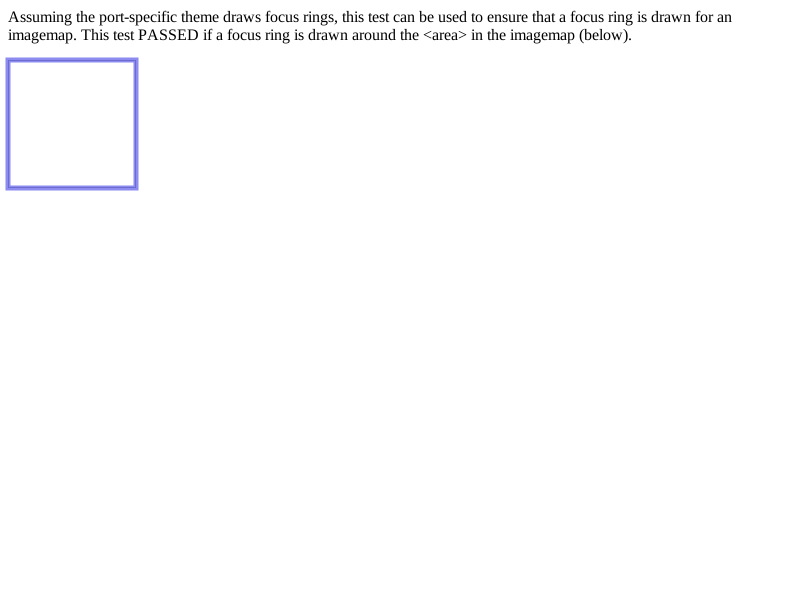 Assuming the port-specific theme draws focus rings, this test can be used to ensure that a focus ring is drawn for an
imagemap. This test PASSED if a focus ring is drawn around the <area> in the imagemap (below).